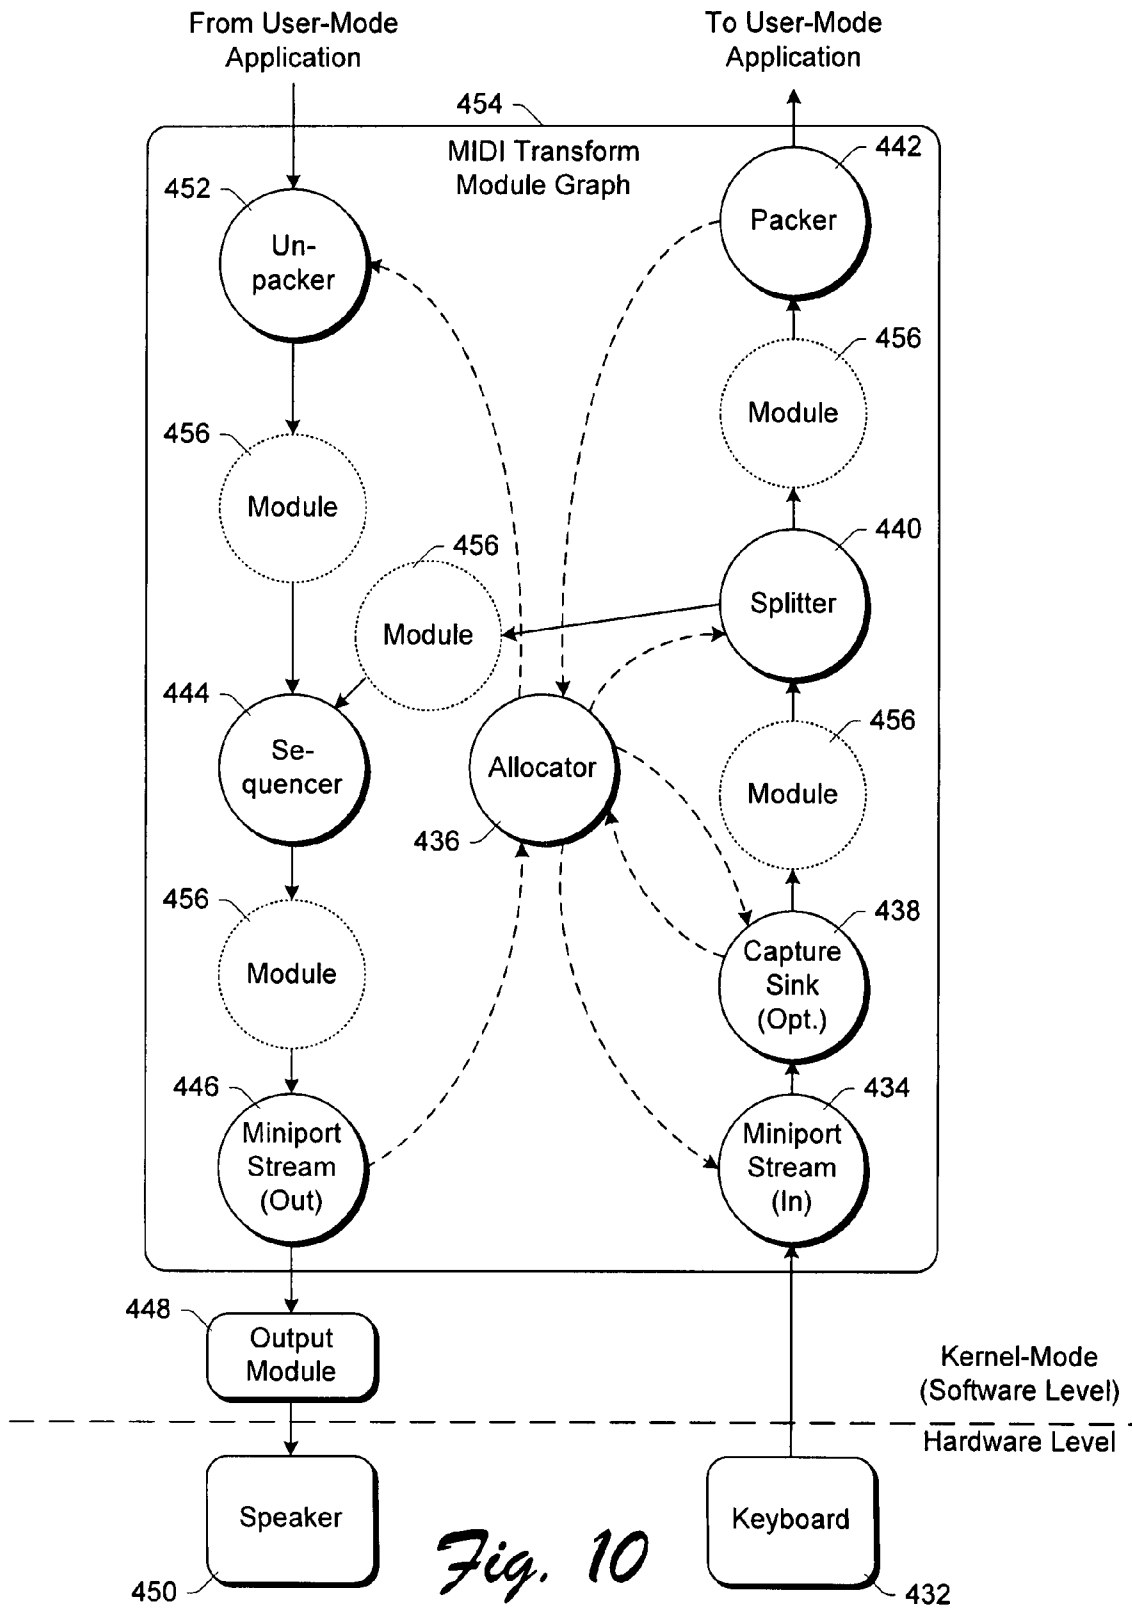 From User-Mode
Application
To User-Mode
Application
454
MIDI Transform
Module Graph
442
Packer
452
Un-
packer
456
Module
456
Module
440
Splitter
456
Module
444
Se-
quencer
Allocator
436
456
Module
456
Module
438
Capture
Sink
(Opt.)
446
Miniport
Stream
(Out)
434
Miniport
Stream
(In)
448
Output
Module
Kernel-Mode
(Software Level)
Hardware Level
Speaker
450
Keyboard
432
Fig. 10